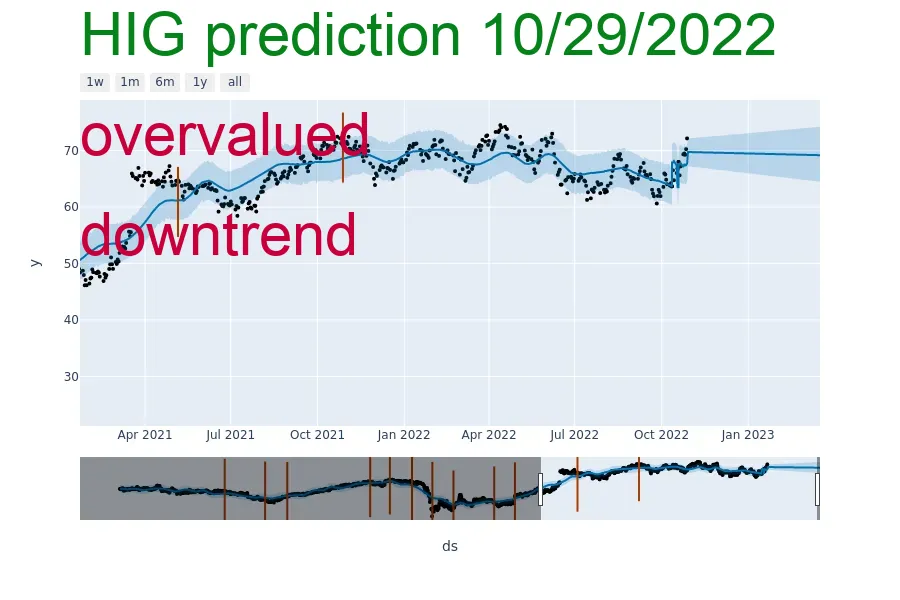 HIG prediction 10/29/2022
1w 1m 6m 1y all
overvalued
70
60
downtrend
50
y
40
30
Apr 2021 Jul 2021 Oct 2021 Jan 2022 Apr 2022 Jul 2022 Oct 2022 Jan 2023
ds